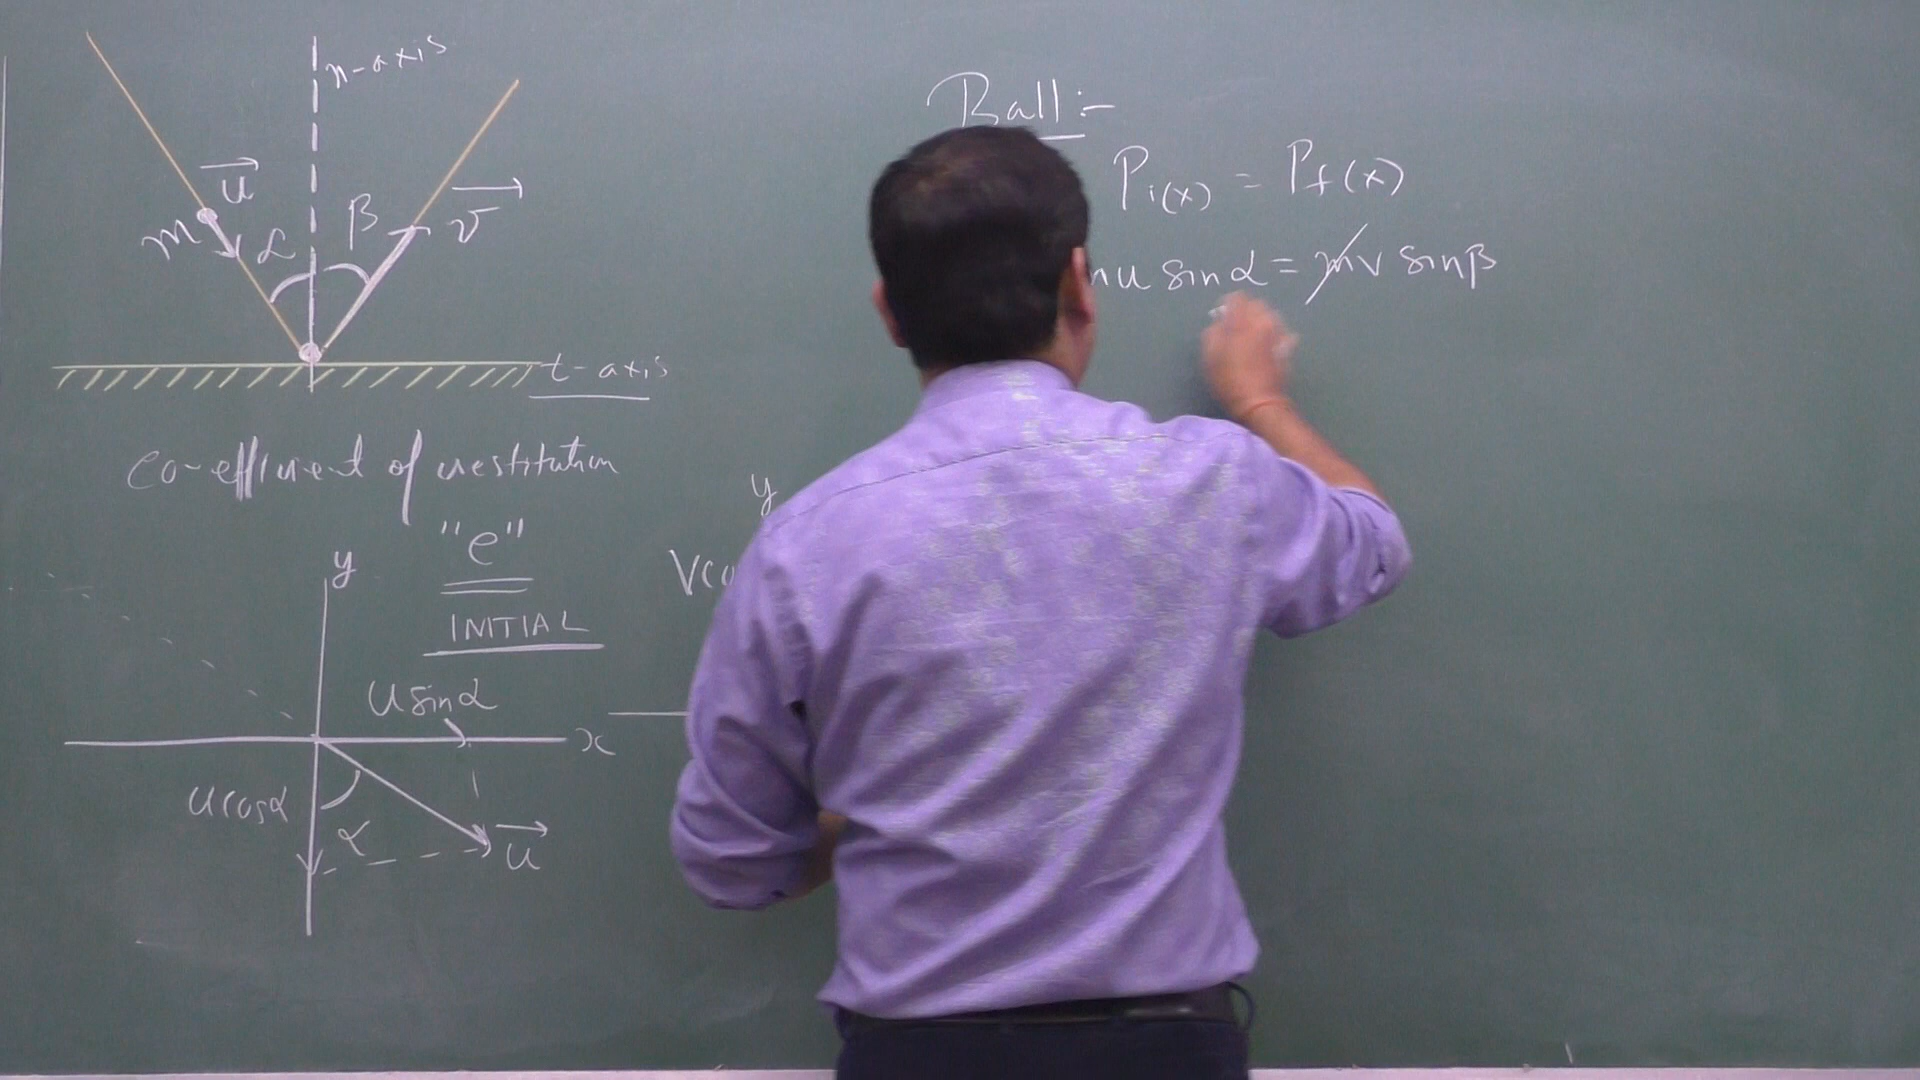 n-axis
u
m
α
β
v
t-axis
co-efficient of restitution
"e"
INITIAL
y
u sinα
x
u cosα
α
u
y
Ball :-
Pi(x) = Pf(x)
mu sinα = mv sinβ